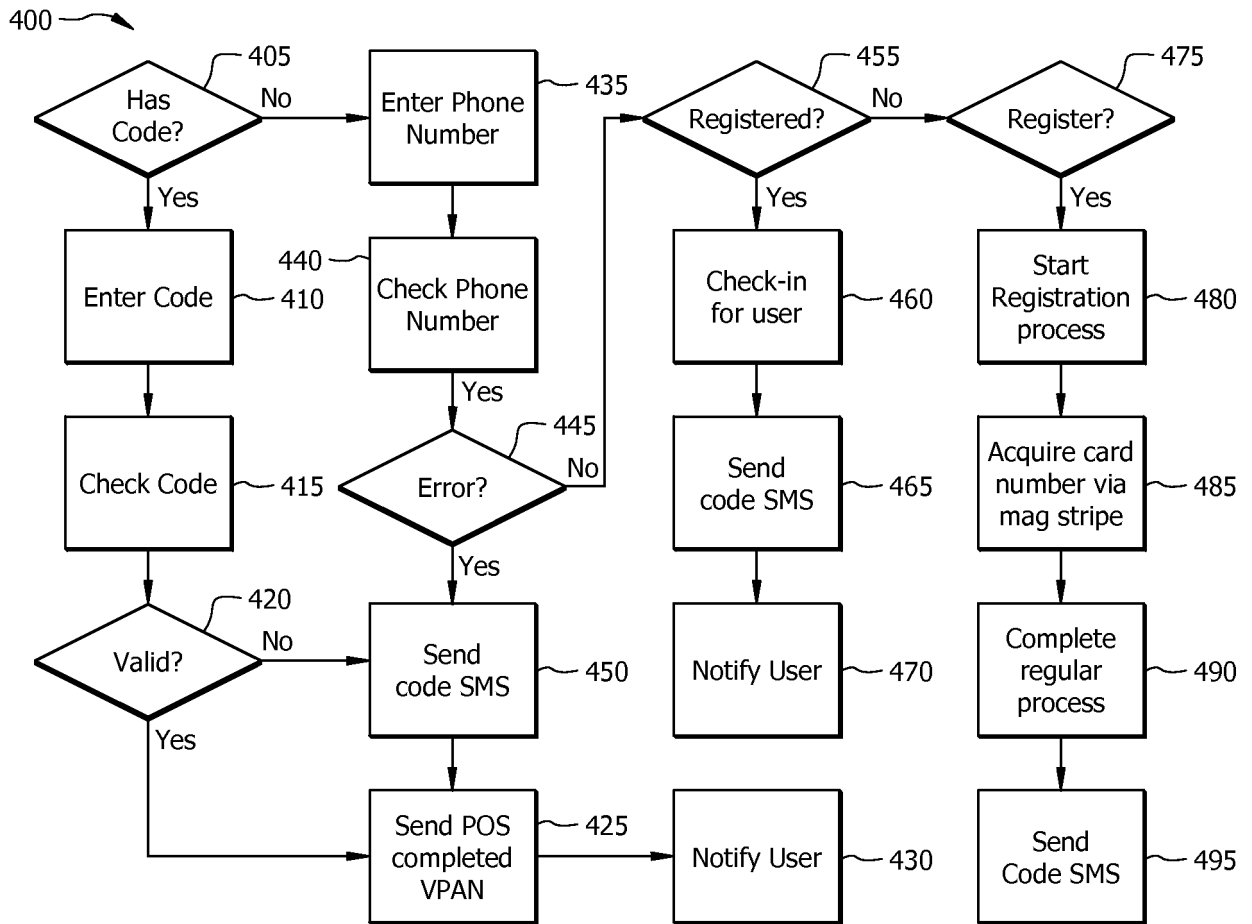 400
405
Has
Code?
No
Yes
Enter Code
410
Check Code
415
420
Valid?
No
Yes
Enter Phone
Number
435
440
Check Phone
Number
Yes
445
Error?
No
Yes
Send
code SMS
450
Send POS
completed
VPAN
425
Notify User
430
455
Registered?
No
Yes
Check-in
for user
460
Send
code SMS
465
Notify User
470
475
Register?
Yes
Start
Registration
process
480
Acquire card
number via
mag stripe
485
Complete
regular
process
490
Send
Code SMS
495